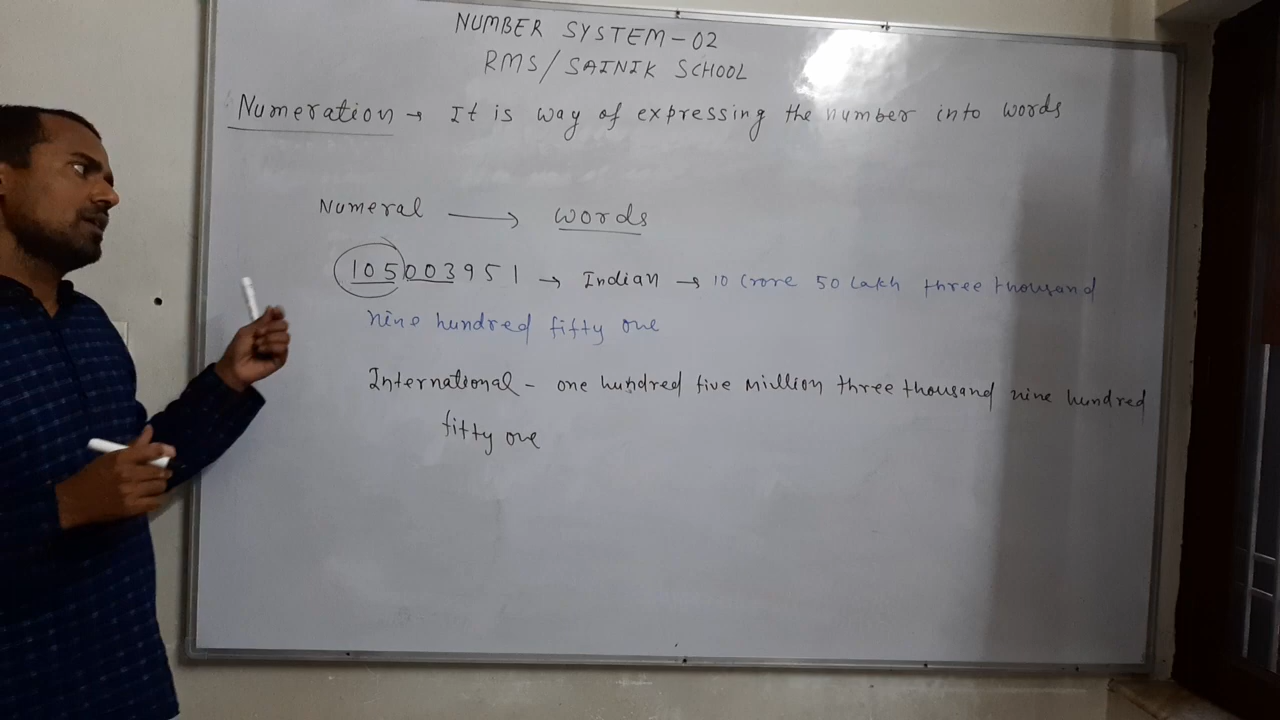 NUMBER SYSTEM-02
RMS/SAINIK SCHOOL
Numeration → It is way of expressing the number into words
Numeral → words
105003951 → Indian → 10 Crore 50 Lakh three thousand
nine hundred fifty one
International - one hundred five Million three thousand nine hundred
fifty one